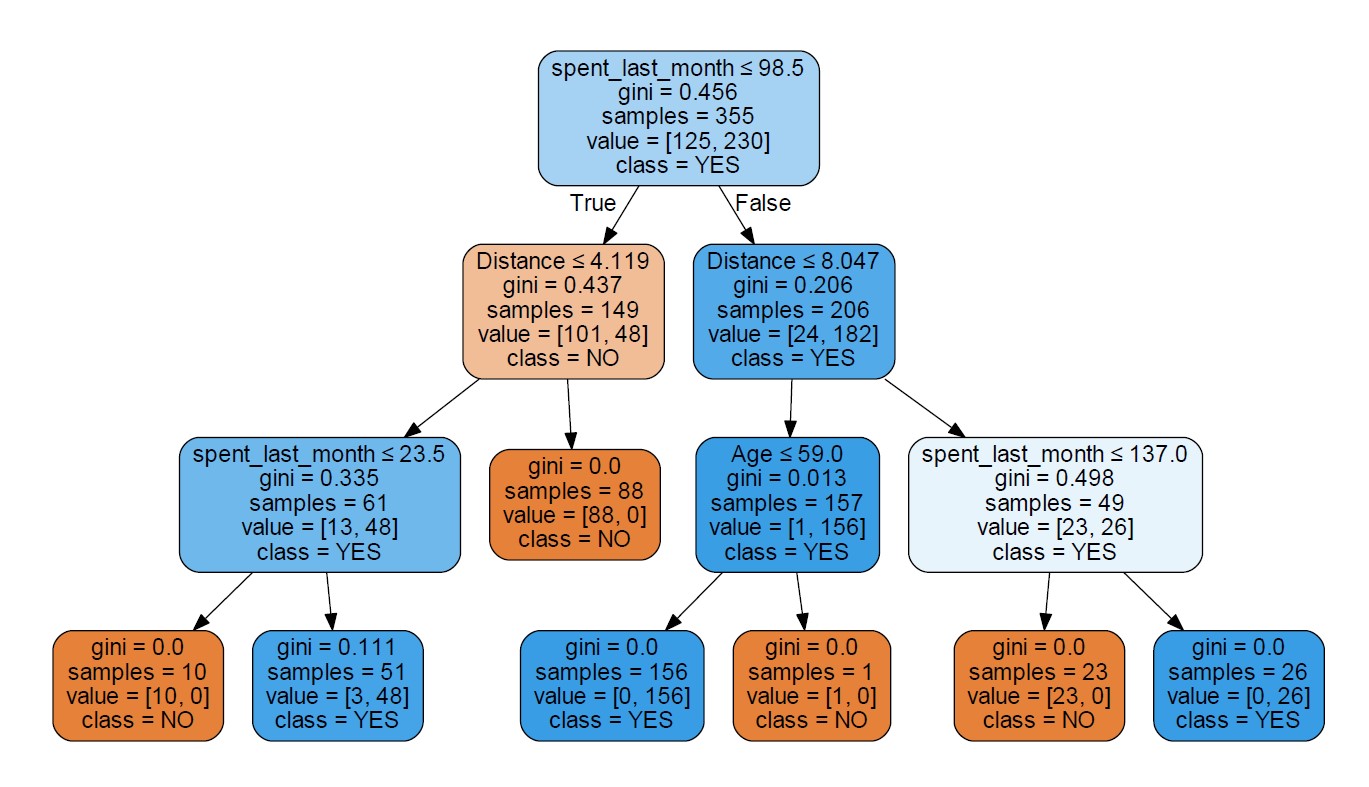 spent_last_month ≤ 98.5
gini = 0.456
samples = 355
value = [125, 230]
class = YES
True
False
Distance ≤ 4.119
gini = 0.437
samples = 149
value = [101, 48]
class = NO
Distance ≤ 8.047
gini = 0.206
samples = 206
value = [24, 182]
class = YES
spent_last_month ≤ 23.5
gini = 0.335
samples = 61
value = [13, 48]
class = YES
gini = 0.0
samples = 88
value = [88, 0]
class = NO
Age ≤ 59.0
gini = 0.013
samples = 157
value = [1, 156]
class = YES
spent_last_month ≤ 137.0
gini = 0.498
samples = 49
value = [23, 26]
class = YES
gini = 0.0
samples = 10
value = [10, 0]
class = NO
gini = 0.111
samples = 51
value = [3, 48]
class = YES
gini = 0.0
samples = 156
value = [0, 156]
class = YES
gini = 0.0
samples = 1
value = [1, 0]
class = NO
gini = 0.0
samples = 23
value = [23, 0]
class = NO
gini = 0.0
samples = 26
value = [0, 26]
class = YES